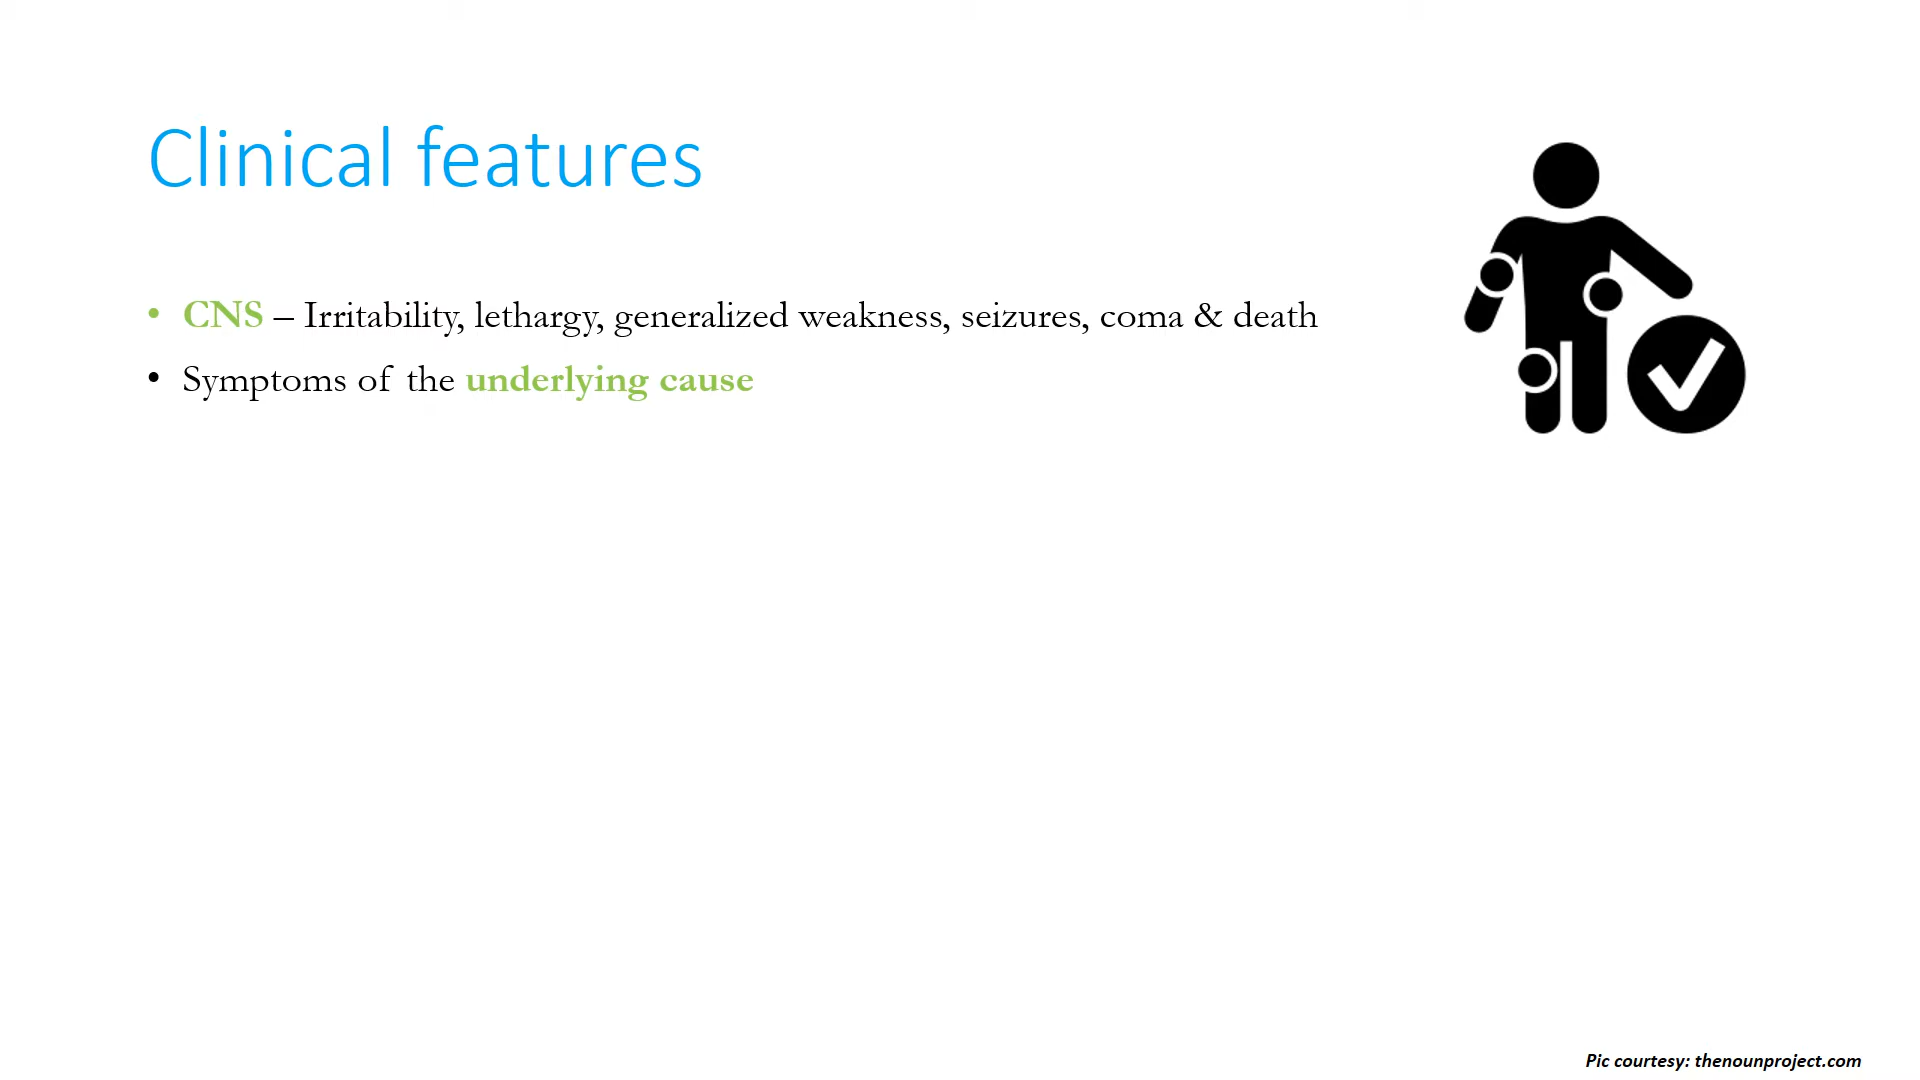 Clinical features
• CNS – Irritability, lethargy, generalized weakness, seizures, coma & death
• Symptoms of the underlying cause
Pic courtesy: thenounproject.com